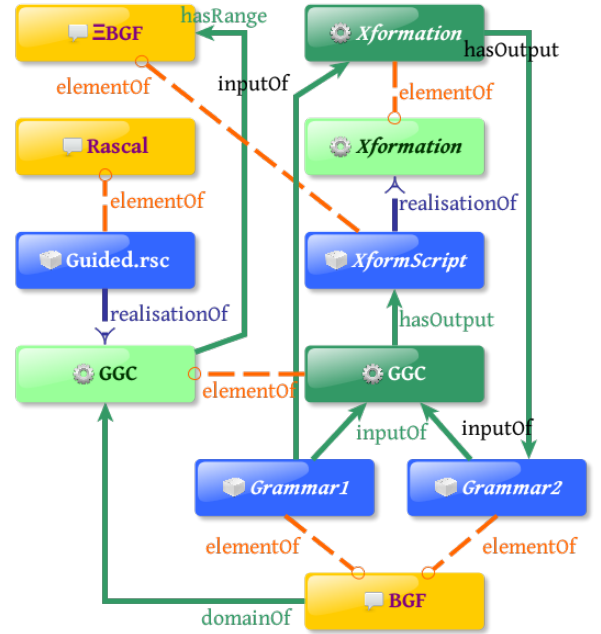 hasRange
ΞBGF
Xformation
hasOutput
elementOf
inputOf
elementOf
Rascal
Xformation
elementOf
realisationOf
Guided.rsc
XformScript
realisationOf
hasOutput
GGC
elementOf
GGC
inputOf
inputOf
Grammar1
Grammar2
elementOf
elementOf
BGF
domainOf